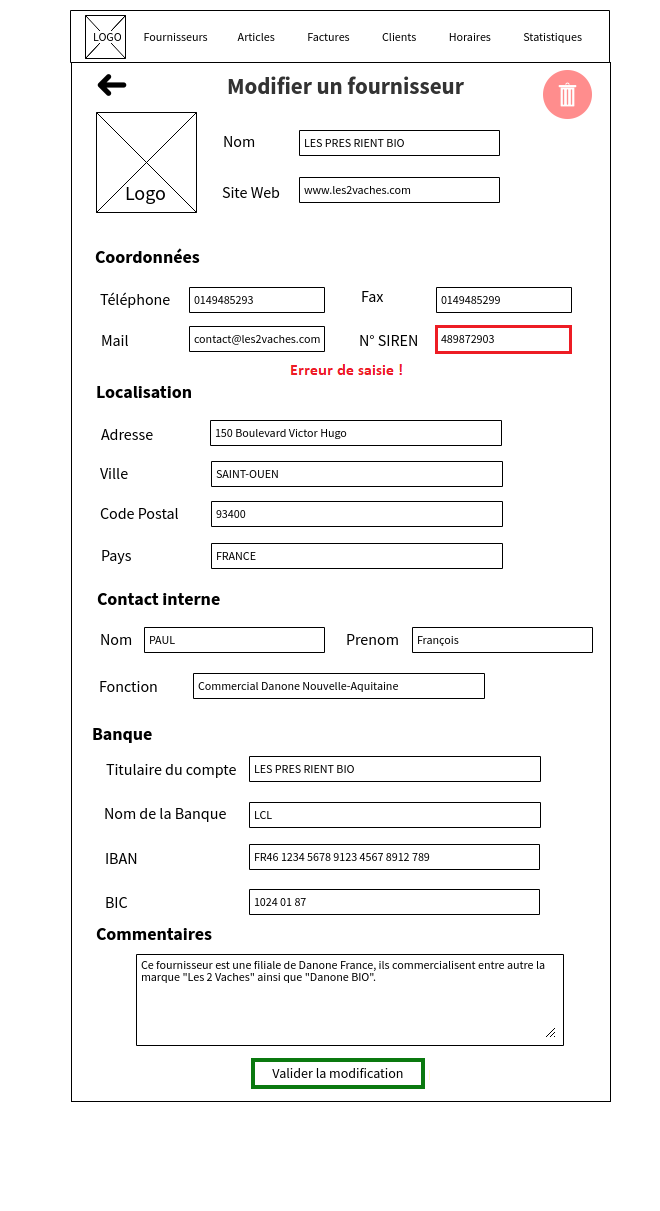 LOGO Fournisseurs Articles Factures Clients Horaires Statistiques
Modifier un fournisseur
Logo
Nom LES PRES RIENT BIO
Site Web www.les2vaches.com
Coordonnées
Téléphone 0149485293 Fax 0149485299
Mail contact@les2vaches.com N° SIREN 489872903
Erreur de saisie !
Localisation
Adresse 150 Boulevard Victor Hugo
Ville SAINT-OUEN
Code Postal 93400
Pays FRANCE
Contact interne
Nom PAUL Prenom François
Fonction Commercial Danone Nouvelle-Aquitaine
Banque
Titulaire du compte LES PRES RIENT BIO
Nom de la Banque LCL
IBAN FR46 1234 5678 9123 4567 8912 789
BIC 1024 01 87
Commentaires
Ce fournisseur est une filiale de Danone France, ils commercialisent entre autre la
marque "Les 2 Vaches" ainsi que "Danone BIO".
Valider la modification